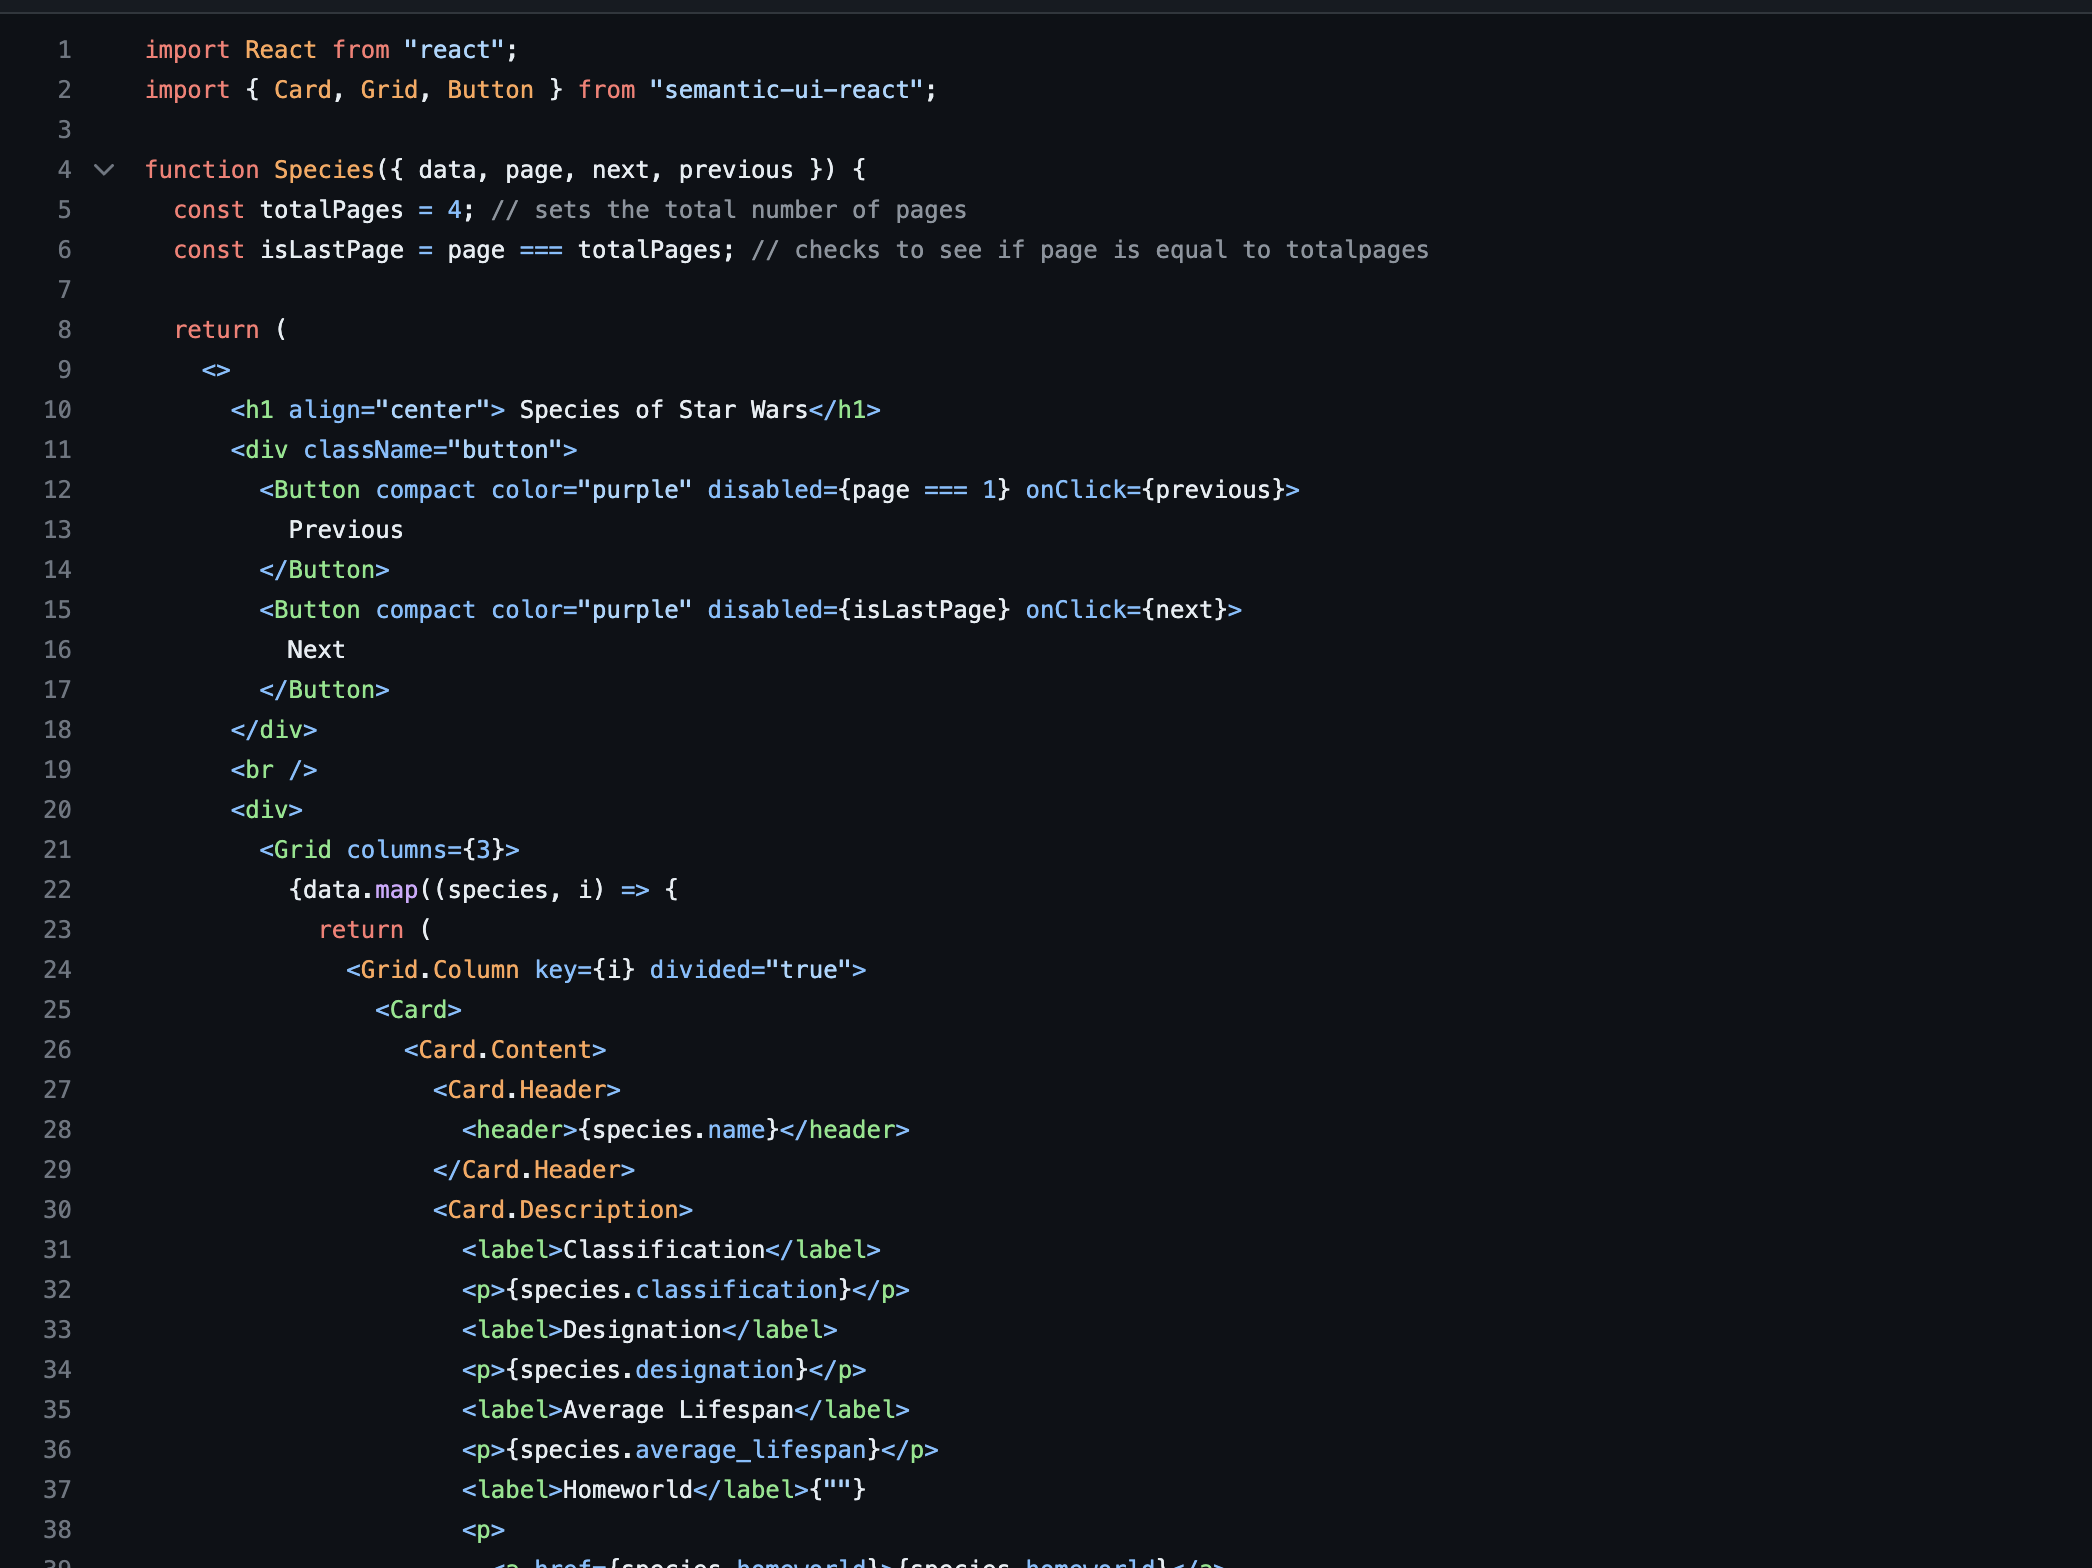 1 import React from "react";
2 import { Card, Grid, Button } from "semantic-ui-react";
3
4 function Species({ data, page, next, previous }) {
5 const totalPages = 4; // sets the total number of pages
6 const isLastPage = page === totalPages; // checks to see if page is equal to totalpages
7
8 return (
9 <>
10 <h1 align="center"> Species of Star Wars</h1>
11 <div className="button">
12 <Button compact color="purple" disabled={page === 1} onClick={previous}>
13 Previous
14 </Button>
15 <Button compact color="purple" disabled={isLastPage} onClick={next}>
16 Next
17 </Button>
18 </div>
19 <br />
20 <div>
21 <Grid columns={3}>
22 {data.map((species, i) => {
23 return (
24 <Grid.Column key={i} divided="true">
25 <Card>
26 <Card.Content>
27 <Card.Header>
28 <header>{species.name}</header>
29 </Card.Header>
30 <Card.Description>
31 <label>Classification</label>
32 <p>{species.classification}</p>
33 <label>Designation</label>
34 <p>{species.designation}</p>
35 <label>Average Lifespan</label>
36 <p>{species.average_lifespan}</p>
37 <label>Homeworld</label>{""}
38 <p>
39 <a href={species.homeworld}>{species.homeworld}</a>